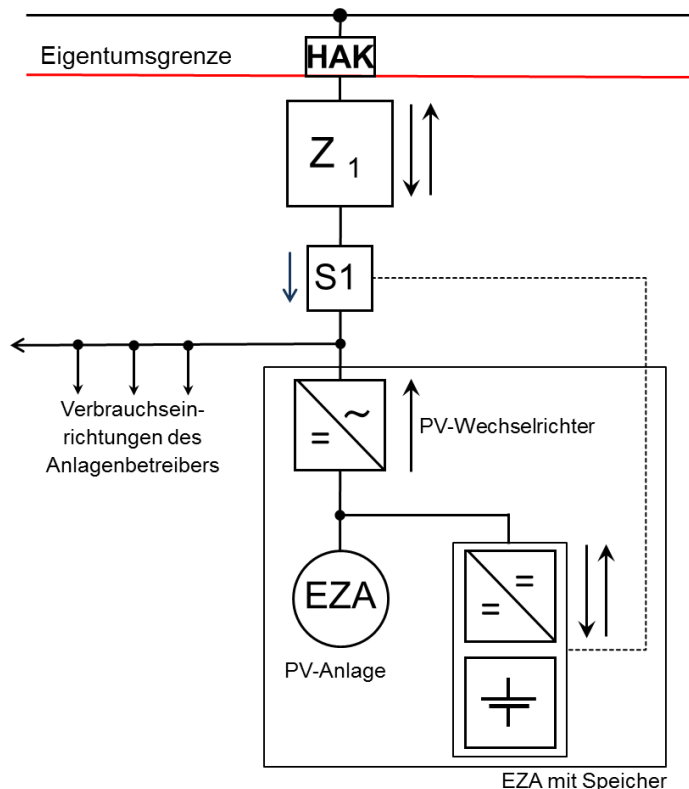 Eigentumsgrenze
HAK
Z 1
S1
Verbrauchsein-
richtungen des
Anlagenbetreibers
PV-Wechselrichter
EZA
PV-Anlage
EZA mit Speicher